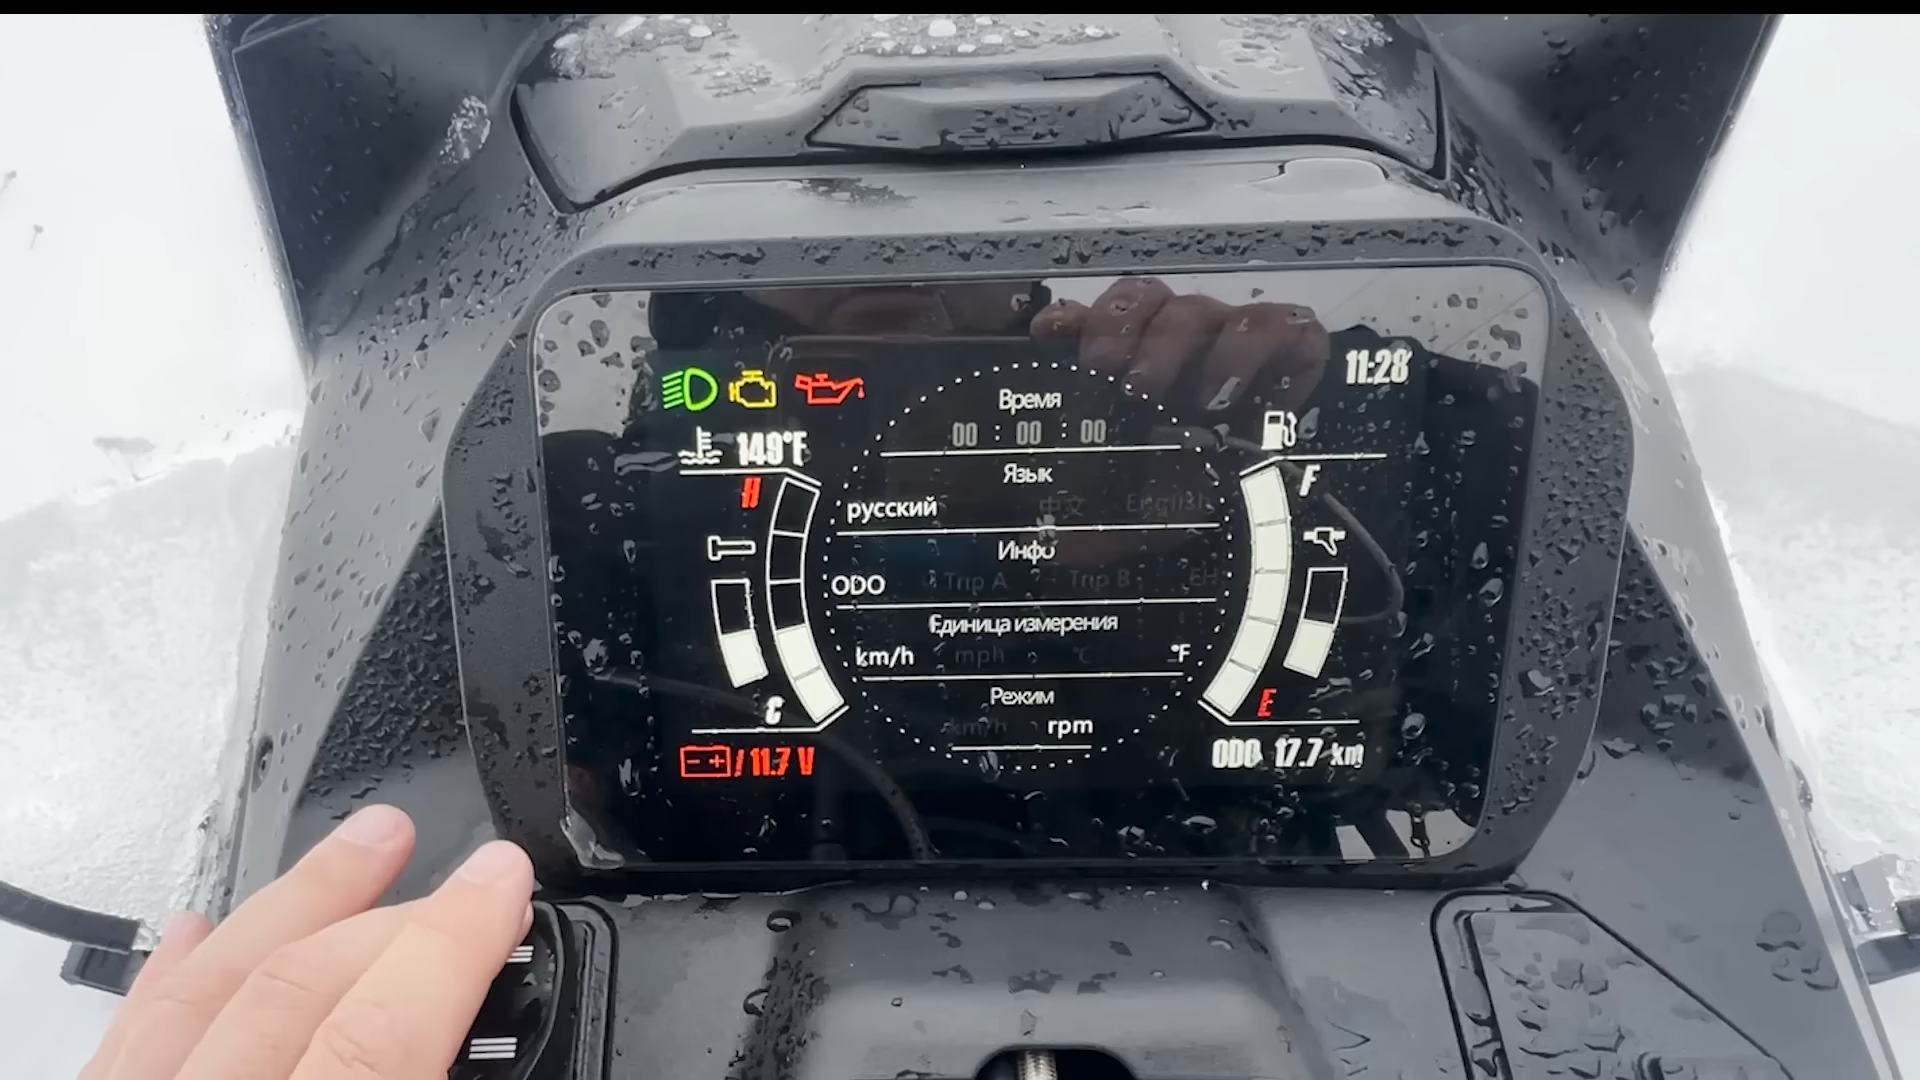 11:28
Время
00 : 00 : 00
149°F
Язык
H
F
русский 中文 English
Инфо
ODO Trip A Trip B EH
Единица измерения
km/h mph °C °F
Режим
C
E
km/h rpm
11.7 V
ODO 17.7 km